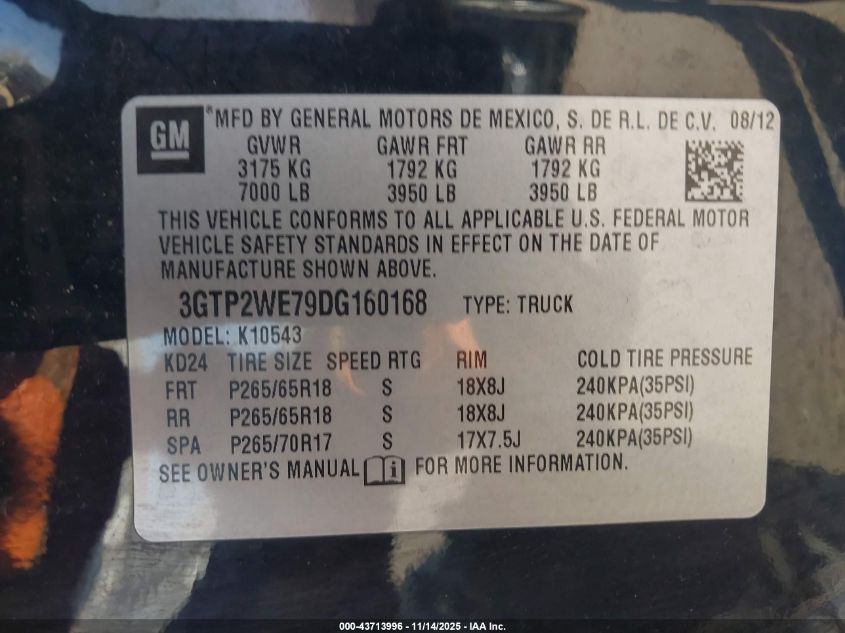 GM
*MFD BY GENERAL MOTORS DE MEXICO, S. DE R.L. DE C.V. 08/12
GVWR GAWR FRT GAWR RR
3175 KG 1792 KG 1792 KG
7000 LB 3950 LB 3950 LB
THIS VEHICLE CONFORMS TO ALL APPLICABLE U.S. FEDERAL MOTOR
VEHICLE SAFETY STANDARDS IN EFFECT ON THE DATE OF
MANUFACTURE SHOWN ABOVE.
3GTP2WE79DG160168 TYPE: TRUCK
MODEL: K10543
KD24 TIRE SIZE SPEED RTG RIM COLD TIRE PRESSURE
FRT P265/65R18 S 18X8J 240KPA(35PSI)
RR P265/65R18 S 18X8J 240KPA(35PSI)
SPA P265/70R17 S 17X7.5J 240KPA(35PSI)
SEE OWNER'S MANUAL i FOR MORE INFORMATION.
000-43713996 - 11/14/2025 - IAA Inc.